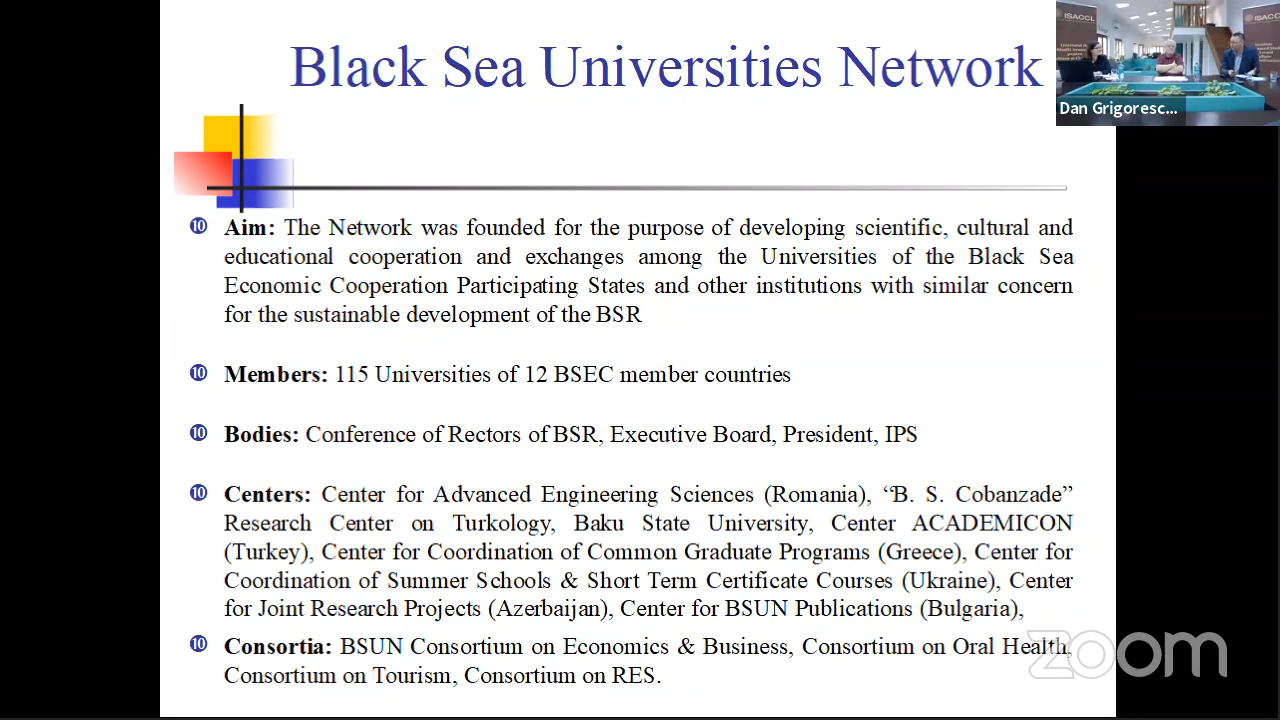 Black Sea Universities Network
ISACCL
Dan Grigoresc...
Aim: The Network was founded for the purpose of developing scientific, cultural and
educational cooperation and exchanges among the Universities of the Black Sea
Economic Cooperation Participating States and other institutions with similar concern
for the sustainable development of the BSR
Members: 115 Universities of 12 BSEC member countries
Bodies: Conference of Rectors of BSR, Executive Board, President, IPS
Centers: Center for Advanced Engineering Sciences (Romania), “B. S. Cobanzade”
Research Center on Turkology, Baku State University, Center ACADEMICON
(Turkey), Center for Coordination of Common Graduate Programs (Greece), Center for
Coordination of Summer Schools & Short Term Certificate Courses (Ukraine), Center
for Joint Research Projects (Azerbaijan), Center for BSUN Publications (Bulgaria),
Consortia: BSUN Consortium on Economics & Business, Consortium on Oral Health,
Consortium on Tourism, Consortium on RES.
zoom